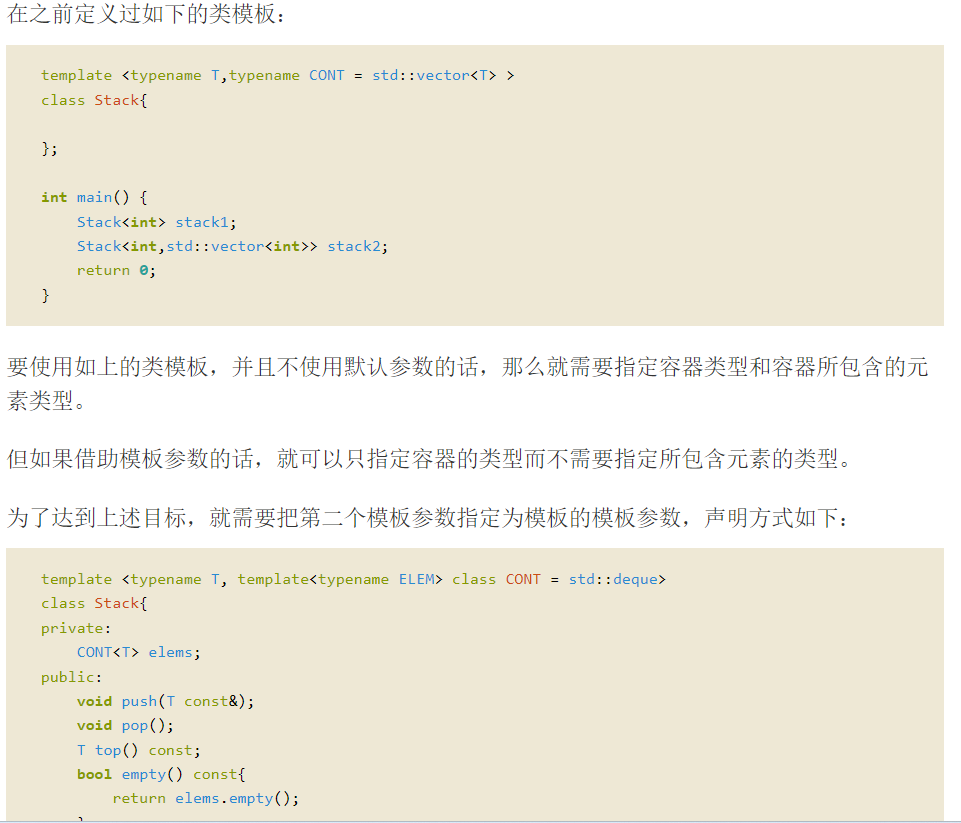 在之前定义过如下的类模板：
template <typename T,typename CONT = std::vector<T> >
class Stack{
};
int main() {
Stack<int> stack1;
Stack<int,std::vector<int>> stack2;
return 0;
}
要使用如上的类模板，并且不使用默认参数的话，那么就需要指定容器类型和容器所包含的元
素类型。
但如果借助模板参数的话，就可以只指定容器的类型而不需要指定所包含元素的类型。
为了达到上述目标，就需要把第二个模板参数指定为模板的模板参数，声明方式如下：
template <typename T, template<typename ELEM> class CONT = std::deque>
class Stack{
private:
CONT<T> elems;
public:
void push(T const&);
void pop();
T top() const;
bool empty() const{
return elems.empty();